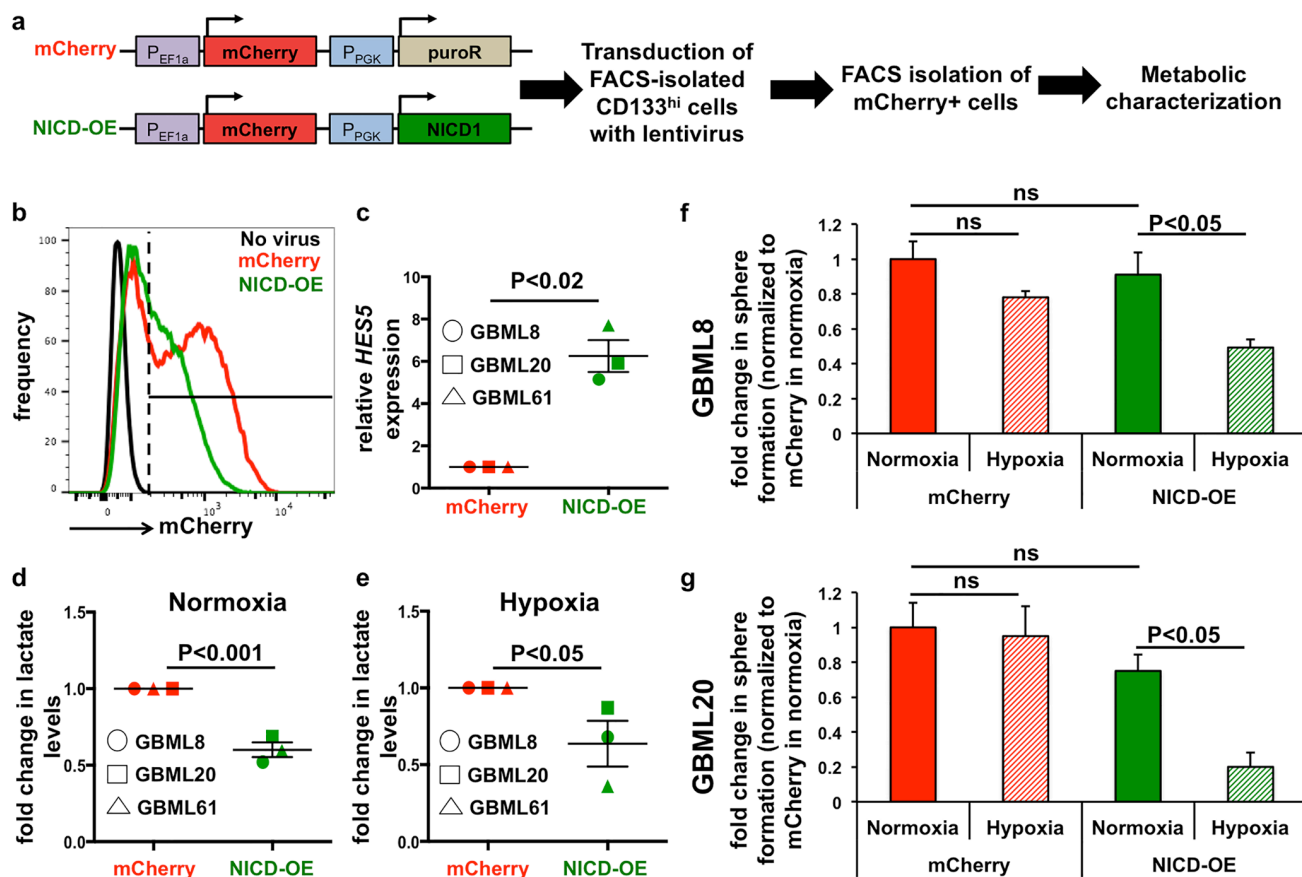 a
mCherry
P_EF1a
mCherry
P_PGK
puroR
NICD-OE
P_EF1a
mCherry
P_PGK
NICD1
Transduction of
FACS-isolated
CD133^hi cells
with lentivirus
FACS isolation of
mCherry+ cells
Metabolic
characterization
b
frequency
100
80
60
40
20
0
No virus
mCherry
NICD-OE
0
10^3
10^4
mCherry
c
relative HES5
expression
10
8
6
4
2
0
P<0.02
GBML8
GBML20
GBML61
mCherry
NICD-OE
d
Normoxia
fold change in lactate
levels
1.5
1.0
0.5
0.0
P<0.001
GBML8
GBML20
GBML61
mCherry
NICD-OE
e
Hypoxia
fold change in lactate
levels
1.5
1.0
0.5
0.0
P<0.05
GBML8
GBML20
GBML61
mCherry
NICD-OE
f
GBML8
fold change in sphere
formation (normalized to
mCherry in normoxia)
1.2
1
0.8
0.6
0.4
0.2
0
ns
ns
P<0.05
Normoxia
Hypoxia
Normoxia
Hypoxia
mCherry
NICD-OE
g
GBML20
fold change in sphere
formation (normalized to
mCherry in normoxia)
1.2
1
0.8
0.6
0.4
0.2
0
ns
ns
P<0.05
Normoxia
Hypoxia
Normoxia
Hypoxia
mCherry
NICD-OE